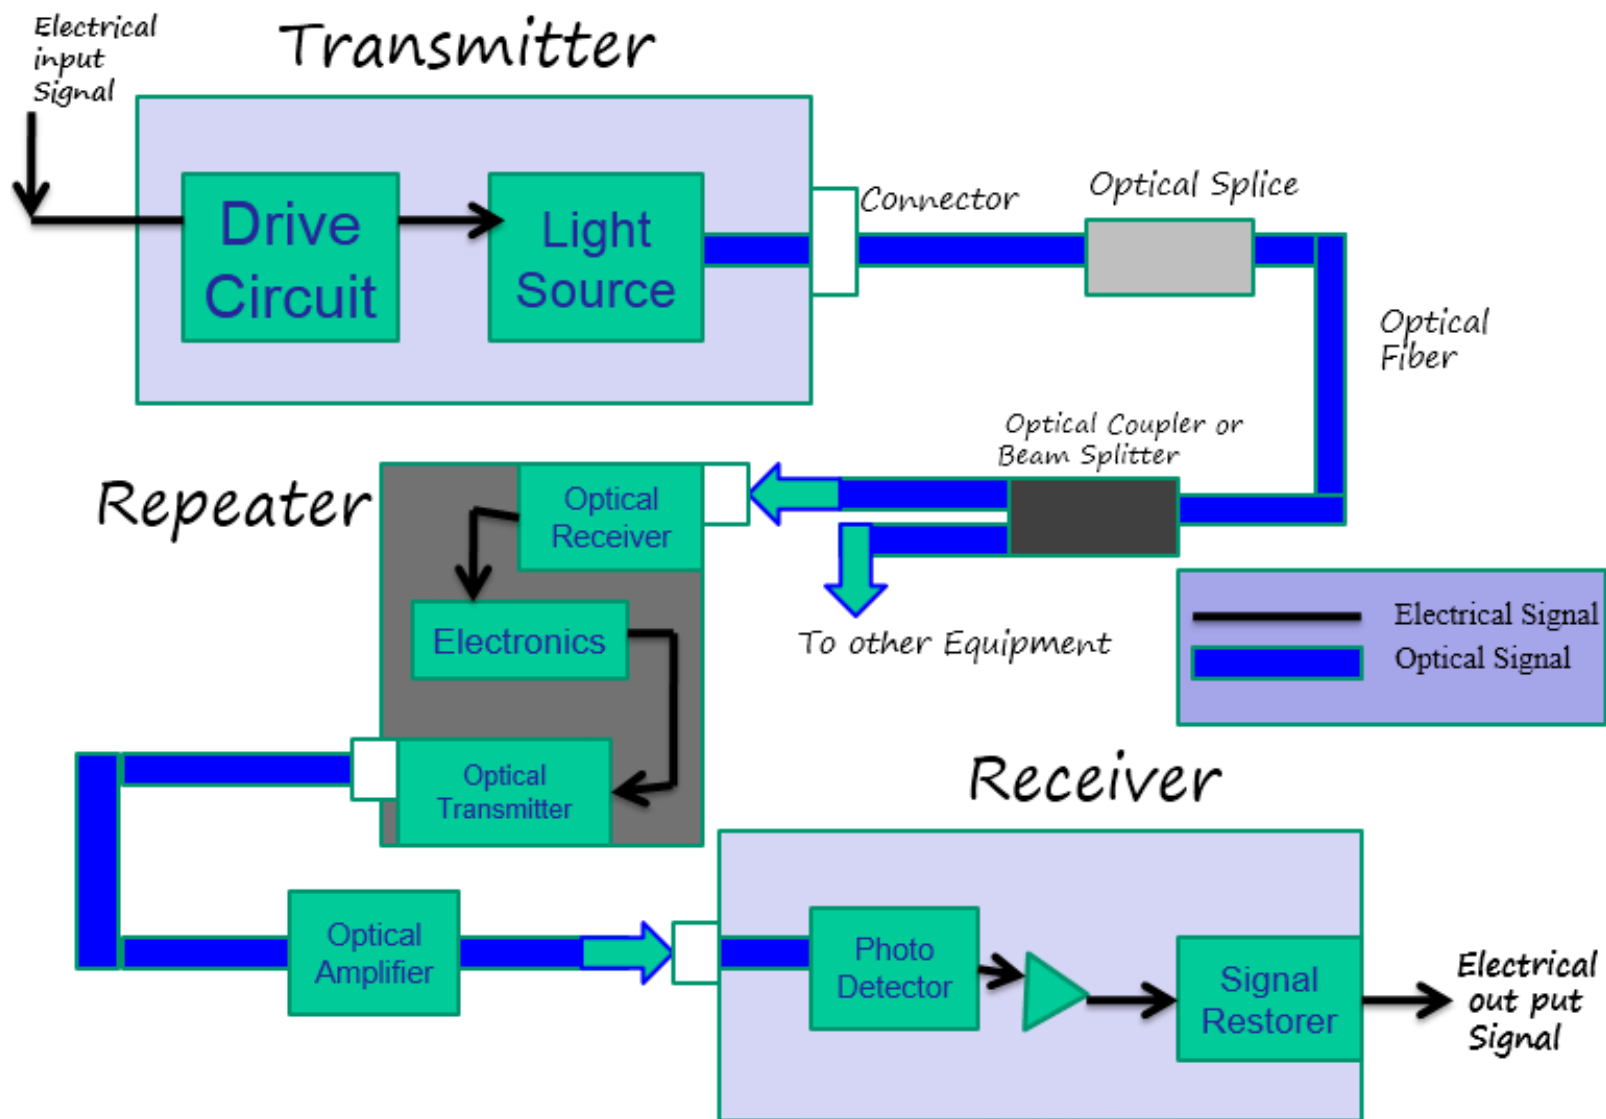 Electrical
input
Signal
Transmitter
Drive
Circuit
Light
Source
Connector
Optical Splice
Optical
Fiber
Optical Coupler or
Beam Splitter
Repeater
Optical
Receiver
Electronics
Optical
Transmitter
To other Equipment
Electrical Signal
Optical Signal
Receiver
Optical
Amplifier
Photo
Detector
Signal
Restorer
Electrical
out put
Signal